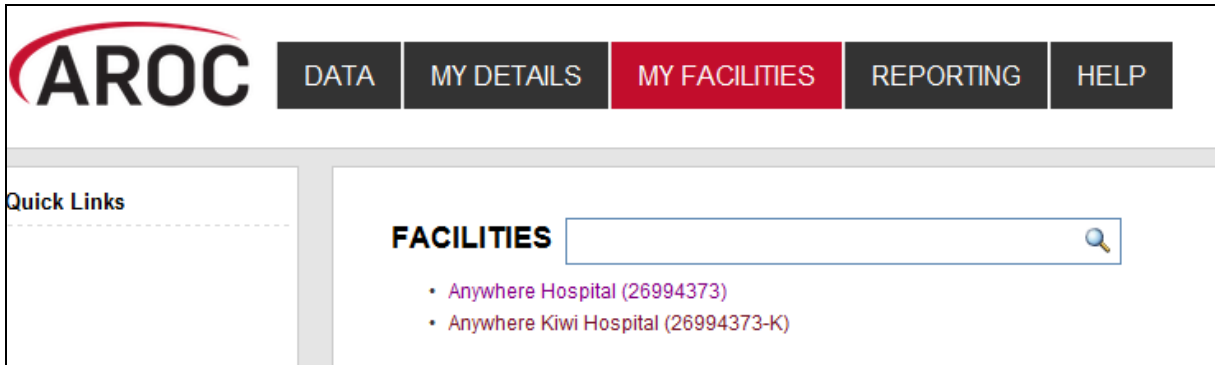 AROC DATA MY DETAILS MY FACILITIES REPORTING HELP
Quick Links
FACILITIES
• Anywhere Hospital (26994373)
• Anywhere Kiwi Hospital (26994373-K)